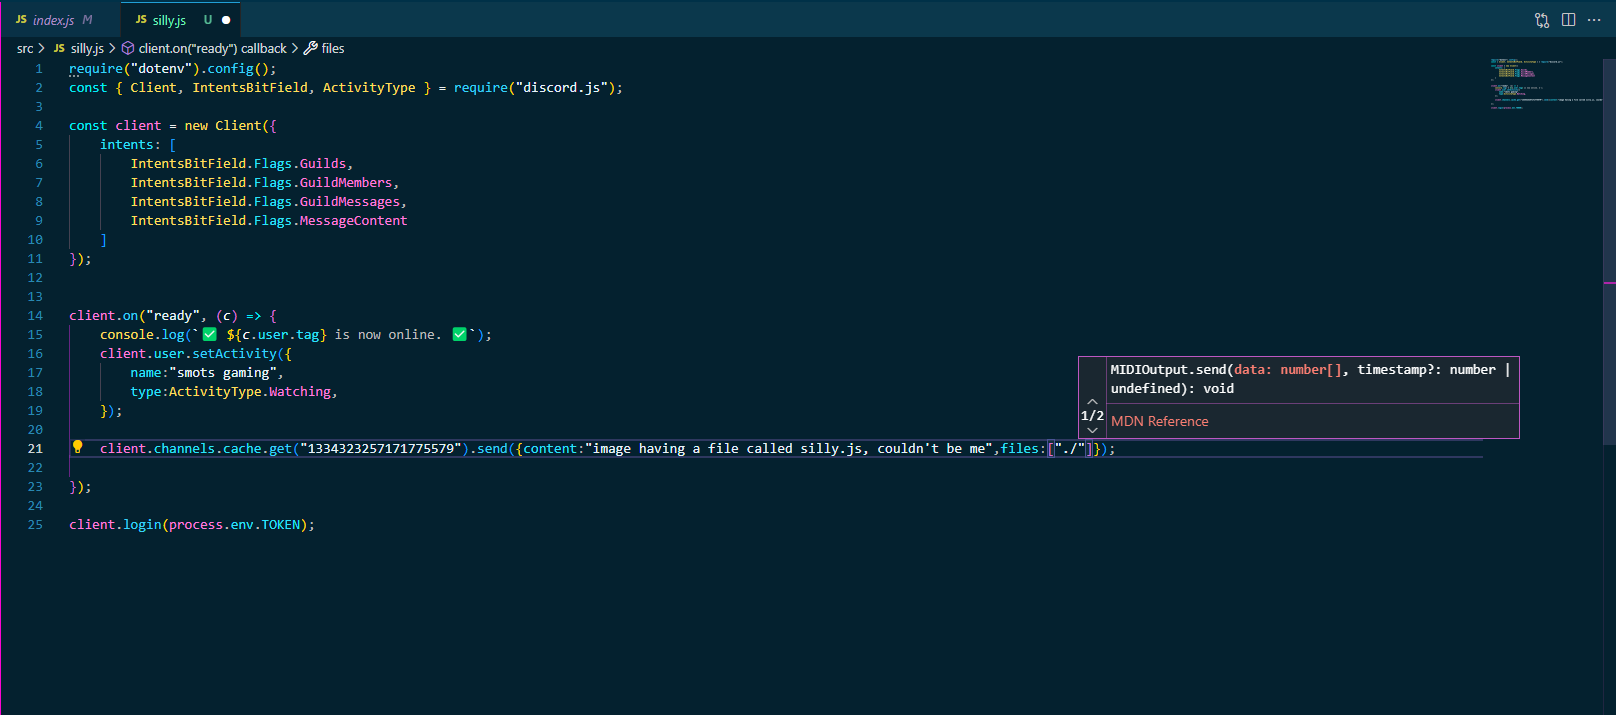 JS index.js M JS silly.js U
src > JS silly.js > client.on("ready") callback > files
1 require("dotenv").config();
2 const { Client, IntentsBitField, ActivityType } = require("discord.js");
3
4 const client = new Client({
5 intents: [
6 IntentsBitField.Flags.Guilds,
7 IntentsBitField.Flags.GuildMembers,
8 IntentsBitField.Flags.GuildMessages,
9 IntentsBitField.Flags.MessageContent
10 ]
11 });
12
13
14 client.on("ready", (c) => {
15 console.log(`✅ ${c.user.tag} is now online. ✅`);
16 client.user.setActivity({
17 name:"smots gaming",
18 type:ActivityType.Watching,
19 });
20
21 client.channels.cache.get("1334323257171775579").send({content:"image having a file called silly.js, couldn't be me",files:["./"]});
22
23 });
24
25 client.login(process.env.TOKEN);
MIDIOutput.send(data: number[], timestamp?: number |
undefined): void
1/2
MDN Reference